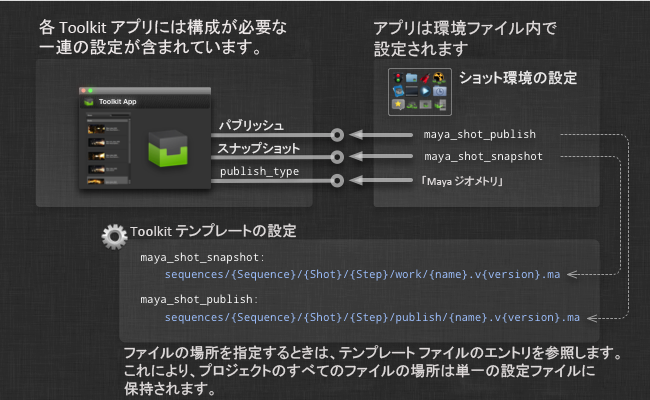 各 Toolkit アプリには構成が必要な
一連の設定が含まれています。
アプリは環境ファイル内で
設定されます
Toolkit App
ショット環境の設定
パブリッシュ
maya_shot_publish
スナップショット
maya_shot_snapshot
publish_type
「Maya ジオメトリ」
Toolkit テンプレートの設定
maya_shot_snapshot:
sequences/{Sequence}/{Shot}/{Step}/work/{name}.v{version}.ma
maya_shot_publish:
sequences/{Sequence}/{Shot}/{Step}/publish/{name}.v{version}.ma
ファイルの場所を指定するときは、テンプレート ファイルのエントリを参照します。
これにより、プロジェクトのすべてのファイルの場所は単一の設定ファイルに
保持されます。